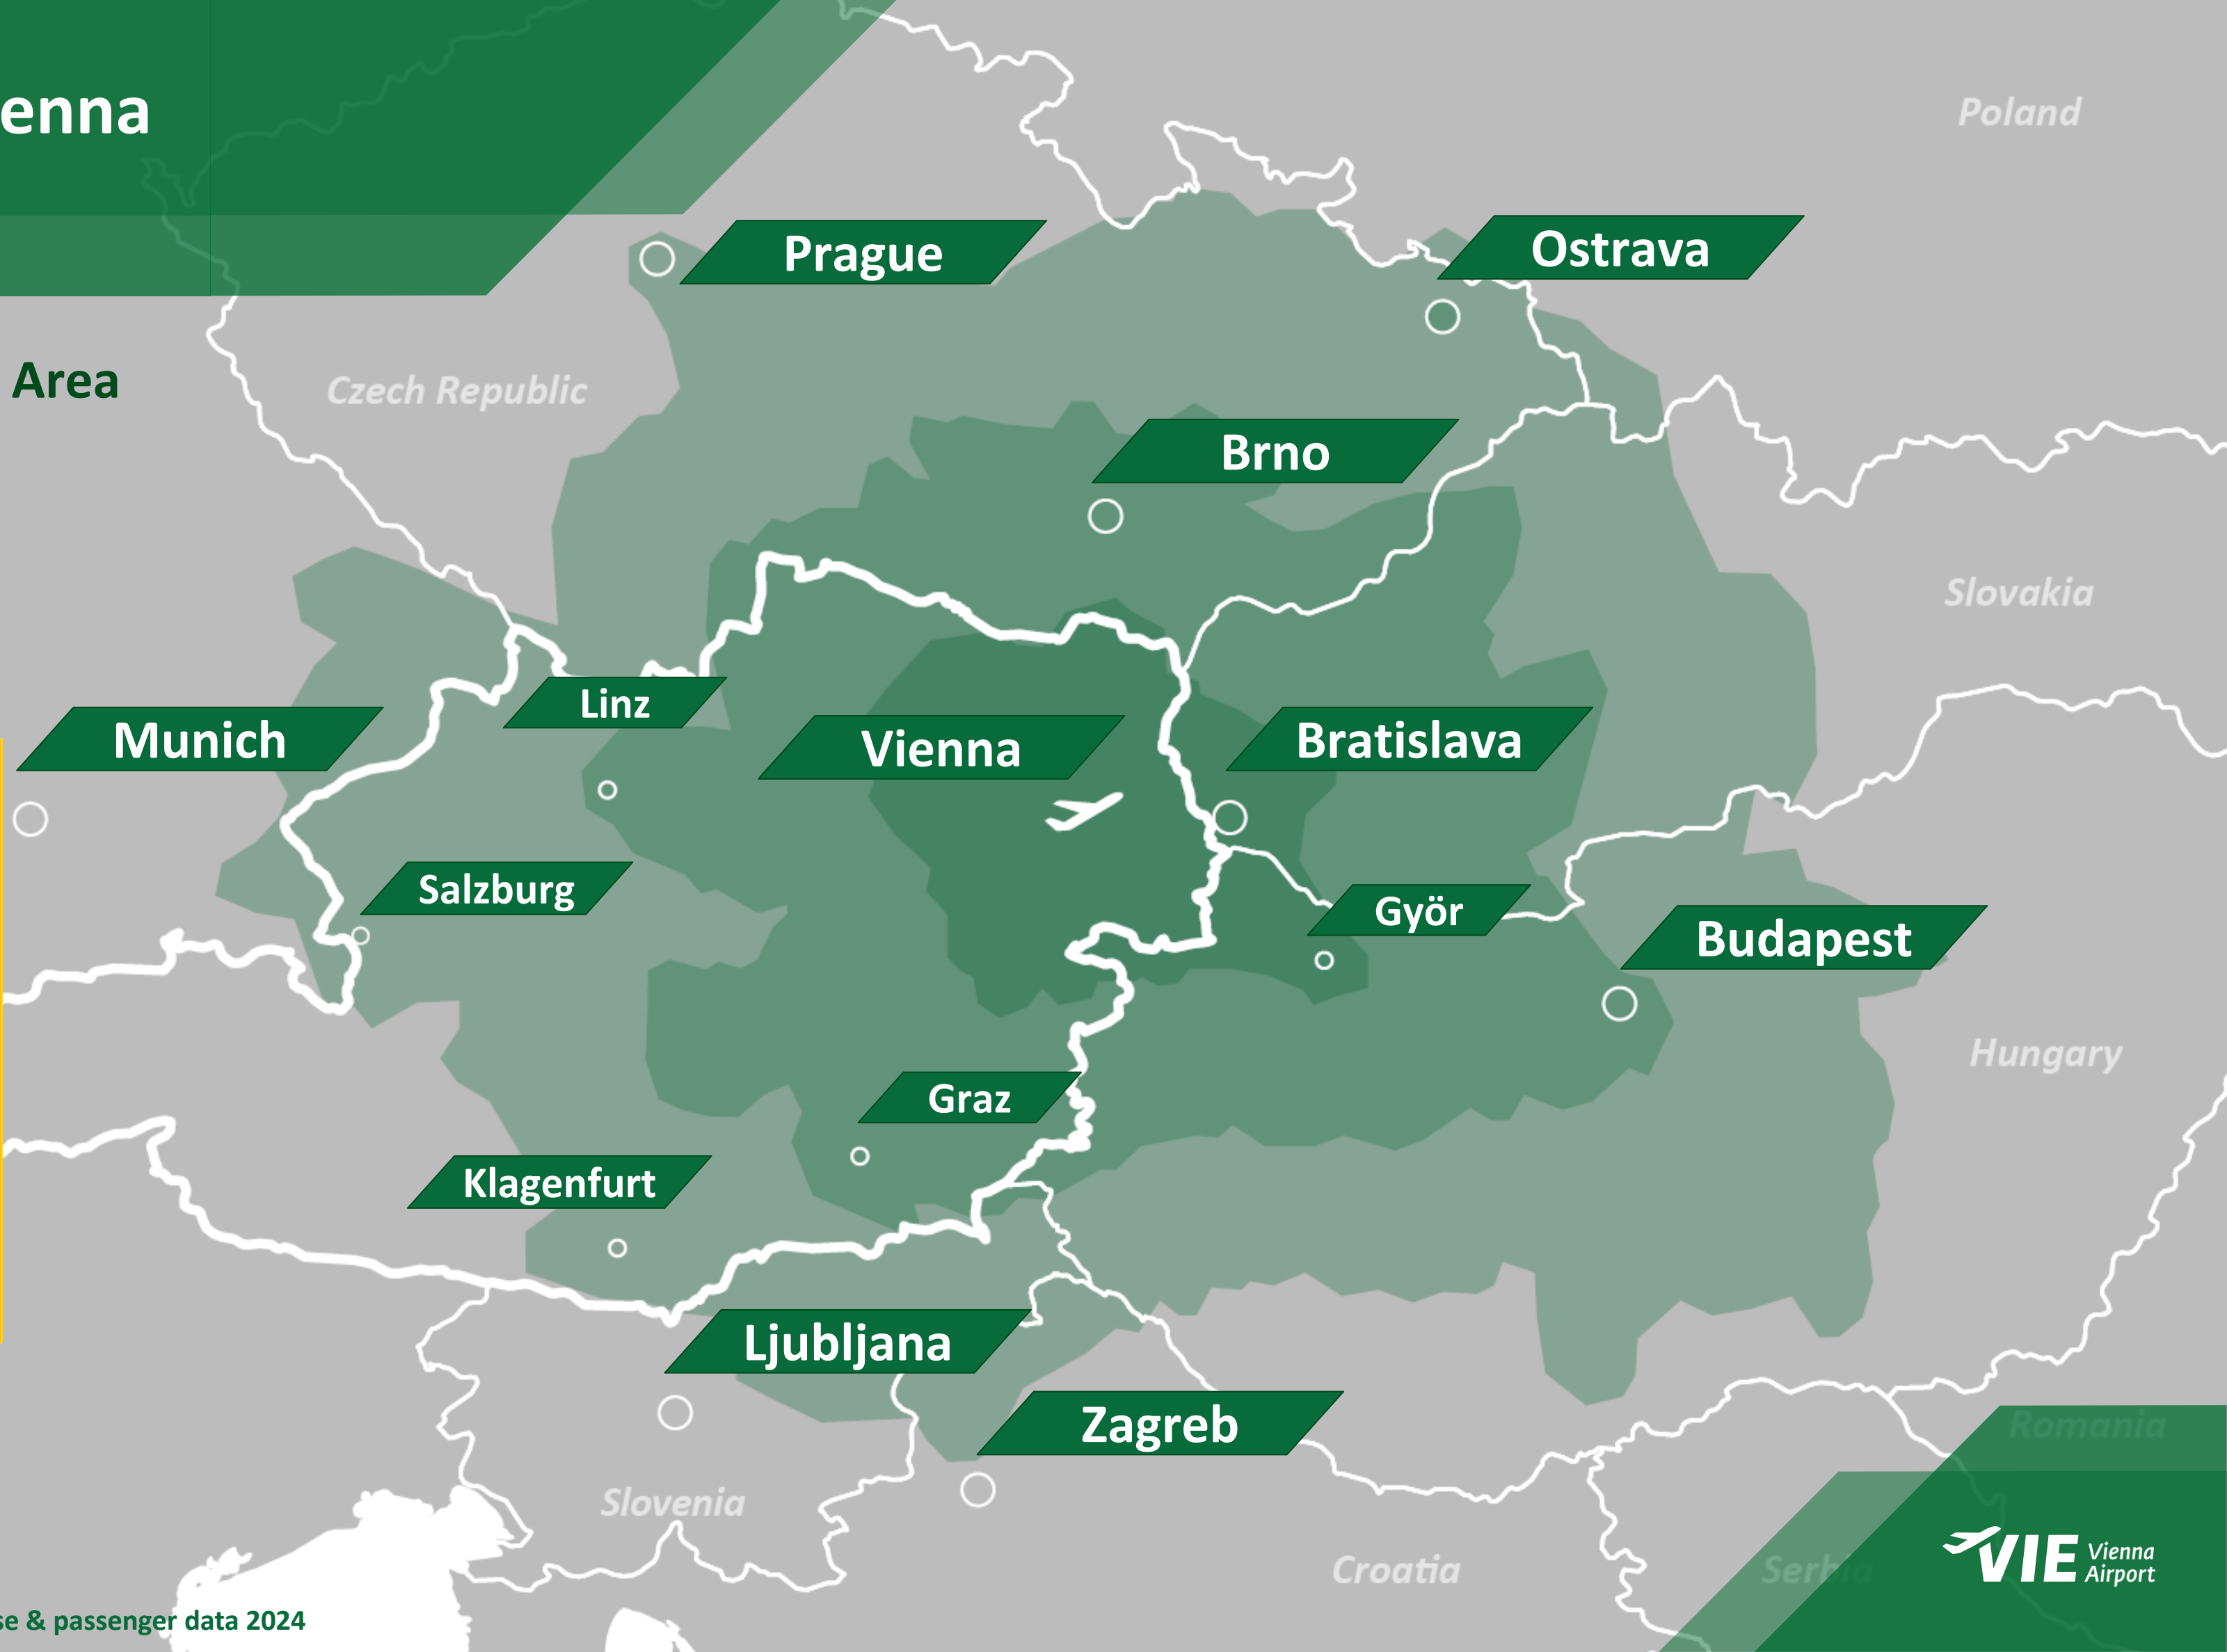 enna
Poland
Prague
Ostrava
Area
Czech Republic
Brno
Slovakia
Linz
Munich
Vienna
Bratislava
Salzburg
Györ
Budapest
Hungary
Graz
Klagenfurt
Ljubljana
Zagreb
Romania
Slovenia
Croatia
Serbia
VIE Vienna
Airport
se & passenger data 2024